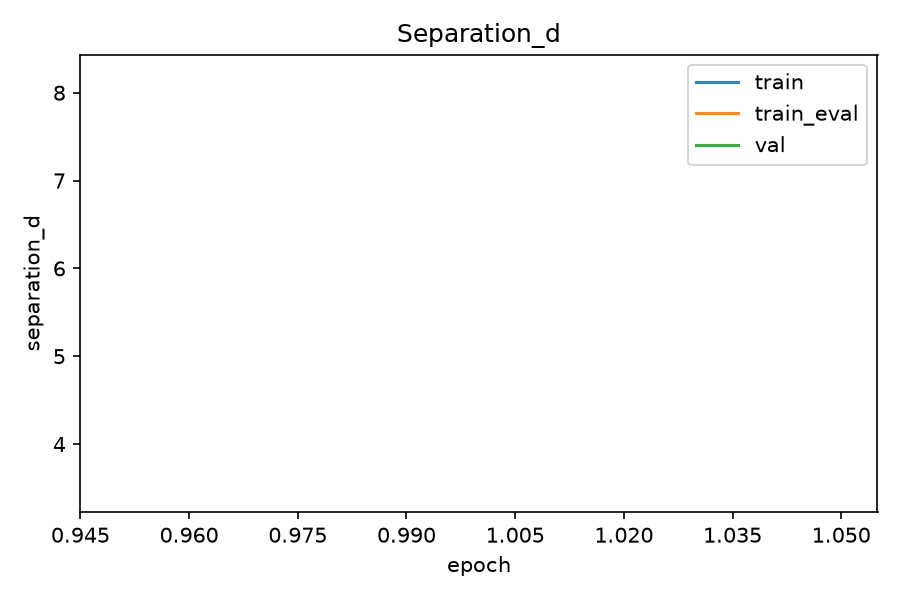 Separation_d
train
train_eval
val
8
7
6
5
4
separation_d
0.945 0.960 0.975 0.990 1.005 1.020 1.035 1.050
epoch